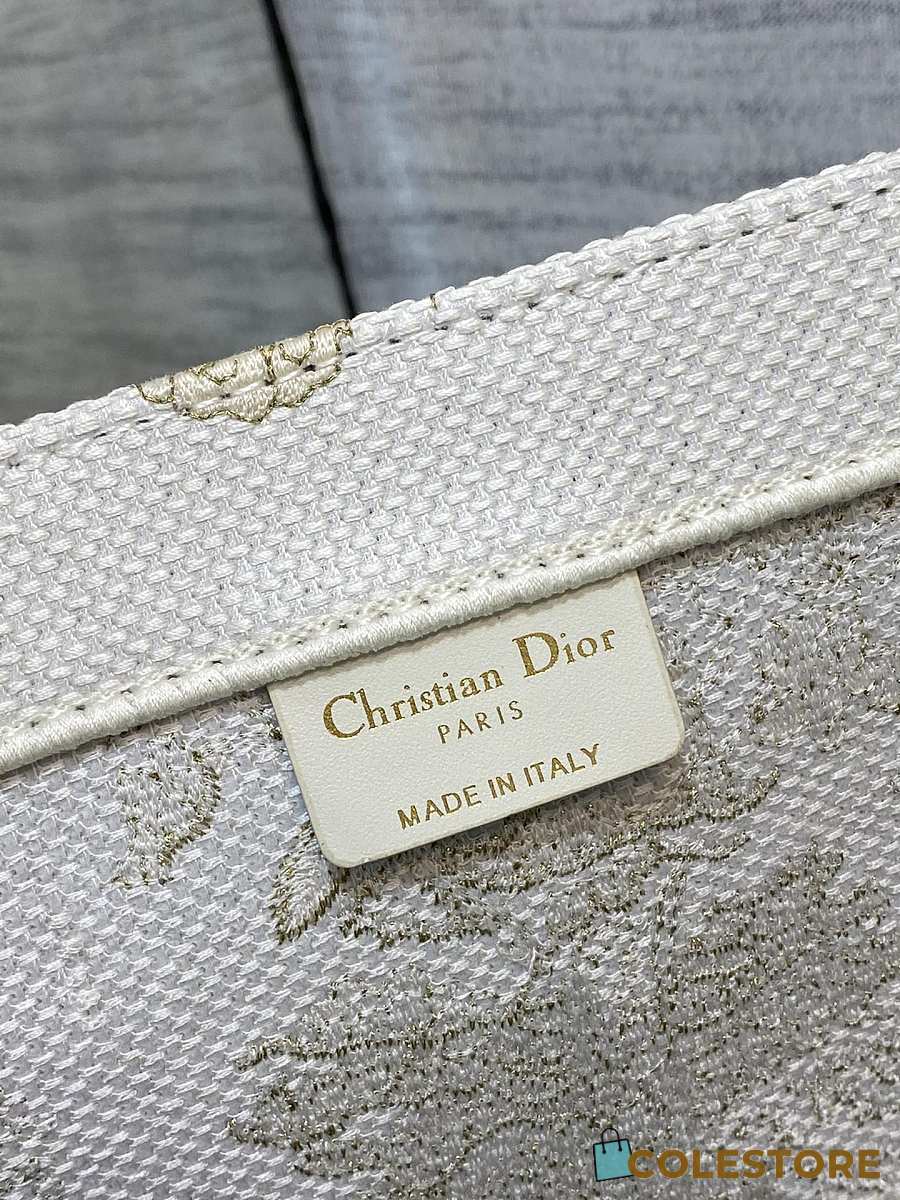 Christian Dior
PARIS
MADE IN ITALY
COLESTORE